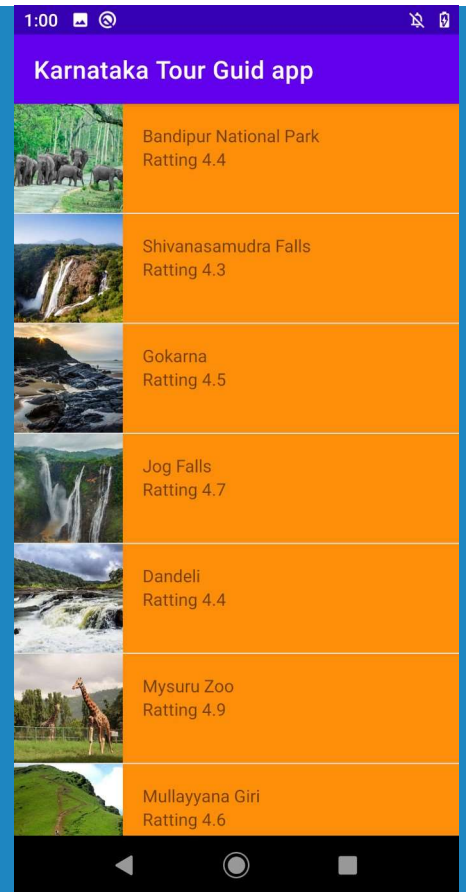 1:00
Karnataka Tour Guid app
Bandipur National Park
Ratting 4.4
Shivanasamudra Falls
Ratting 4.3
Gokarna
Ratting 4.5
Jog Falls
Ratting 4.7
Dandeli
Ratting 4.4
Mysuru Zoo
Ratting 4.9
Mullayyana Giri
Ratting 4.6